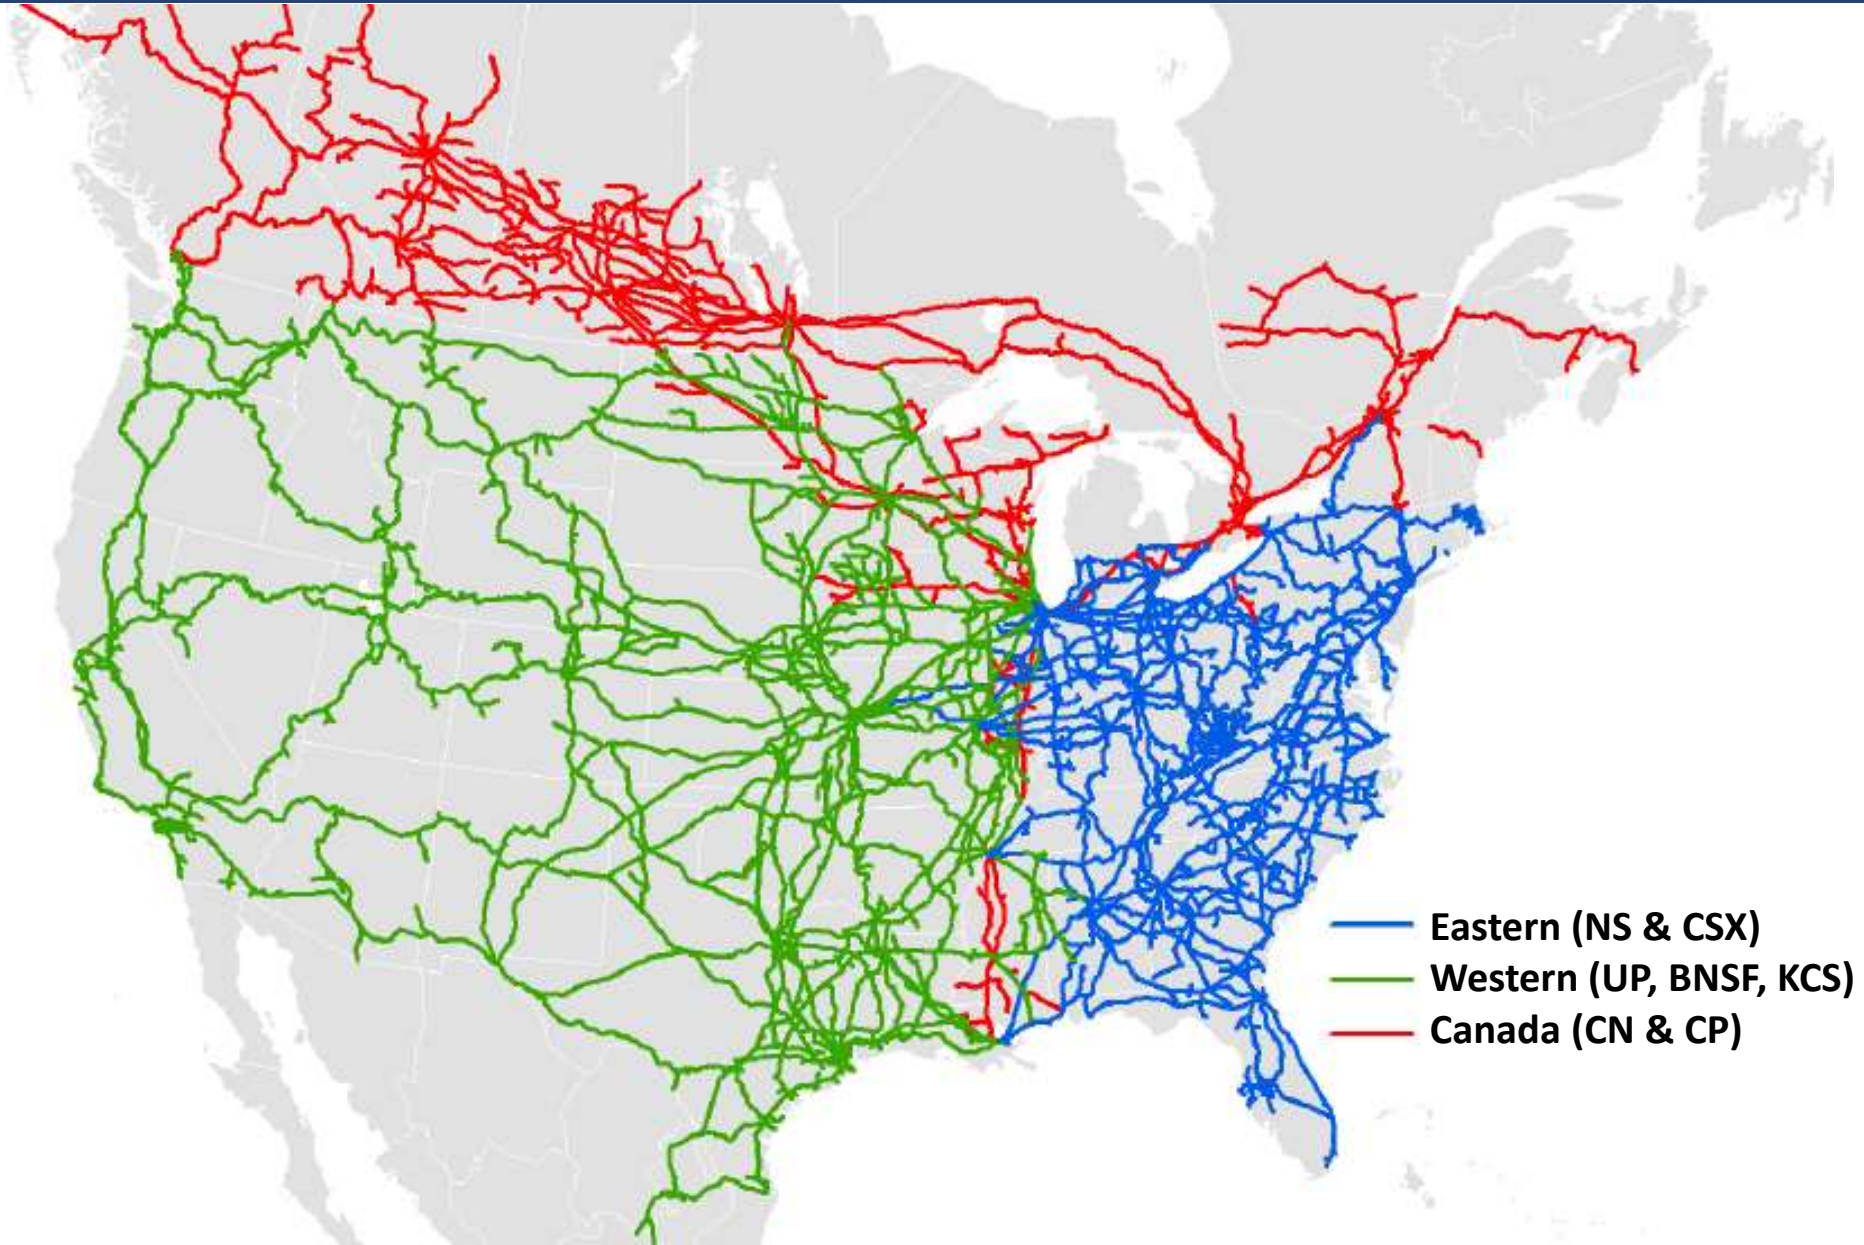 Eastern (NS & CSX)
Western (UP, BNSF, KCS)
Canada (CN & CP)